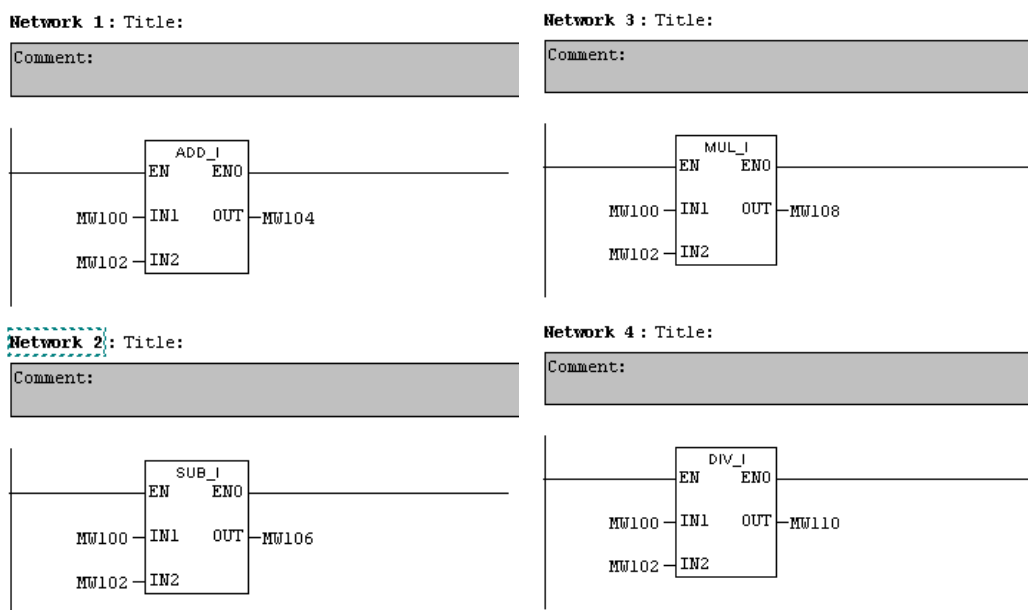 Network 1 : Title:
Comment:
ADD_I
EN ENO
MW100 IN1 OUT MW104
MW102 IN2
Network 2 : Title:
Comment:
SUB_I
EN ENO
MW100 IN1 OUT MW106
MW102 IN2
Network 3 : Title:
Comment:
MUL_I
EN ENO
MW100 IN1 OUT MW108
MW102 IN2
Network 4 : Title:
Comment:
DIV_I
EN ENO
MW100 IN1 OUT MW110
MW102 IN2